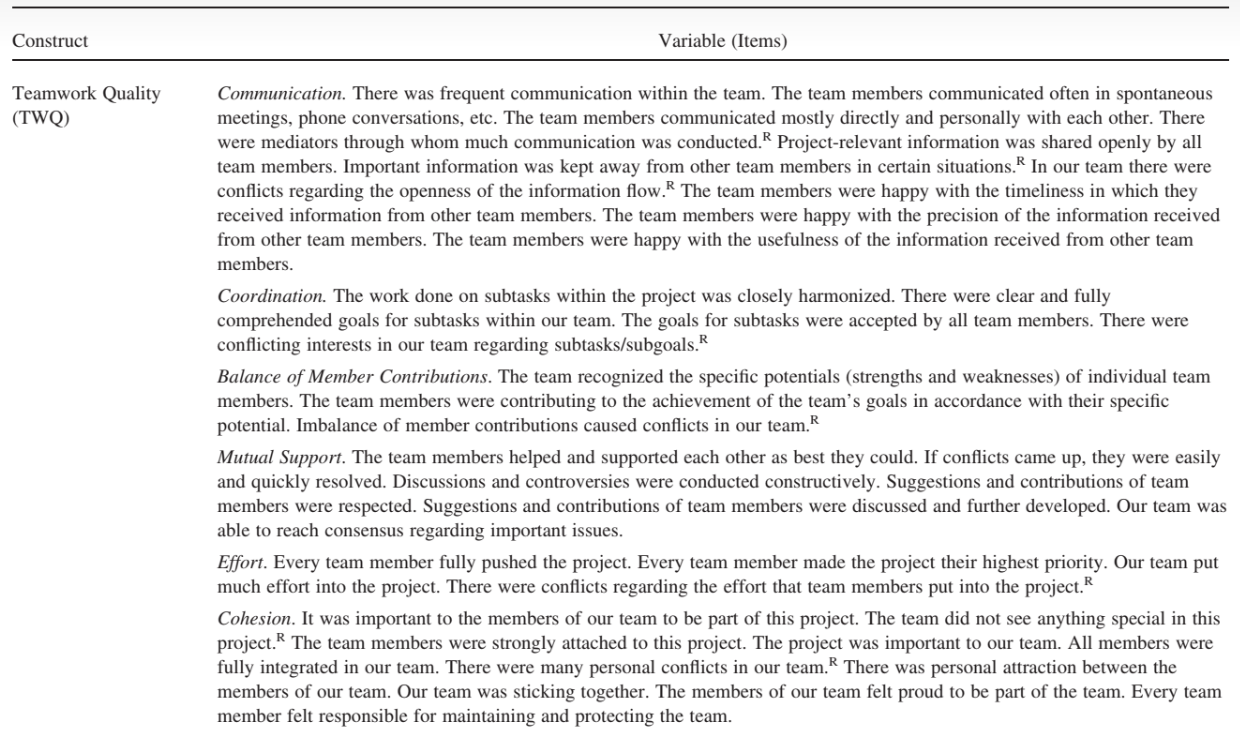 Construct Variable (Items)
Teamwork Quality
(TWQ)
Communication. There was frequent communication within the team. The team members communicated often in spontaneous
meetings, phone conversations, etc. The team members communicated mostly directly and personally with each other. There
were mediators through whom much communication was conducted.R Project-relevant information was shared openly by all
team members. Important information was kept away from other team members in certain situations.R In our team there were
conflicts regarding the openness of the information flow.R The team members were happy with the timeliness in which they
received information from other team members. The team members were happy with the precision of the information received
from other team members. The team members were happy with the usefulness of the information received from other team
members.
Coordination. The work done on subtasks within the project was closely harmonized. There were clear and fully
comprehended goals for subtasks within our team. The goals for subtasks were accepted by all team members. There were
conflicting interests in our team regarding subtasks/subgoals.R
Balance of Member Contributions. The team recognized the specific potentials (strengths and weaknesses) of individual team
members. The team members were contributing to the achievement of the team's goals in accordance with their specific
potential. Imbalance of member contributions caused conflicts in our team.R
Mutual Support. The team members helped and supported each other as best they could. If conflicts came up, they were easily
and quickly resolved. Discussions and controversies were conducted constructively. Suggestions and contributions of team
members were respected. Suggestions and contributions of team members were discussed and further developed. Our team was
able to reach consensus regarding important issues.
Effort. Every team member fully pushed the project. Every team member made the project their highest priority. Our team put
much effort into the project. There were conflicts regarding the effort that team members put into the project.R
Cohesion. It was important to the members of our team to be part of this project. The team did not see anything special in this
project.R The team members were strongly attached to this project. The project was important to our team. All members were
fully integrated in our team. There were many personal conflicts in our team.R There was personal attraction between the
members of our team. Our team was sticking together. The members of our team felt proud to be part of the team. Every team
member felt responsible for maintaining and protecting the team.